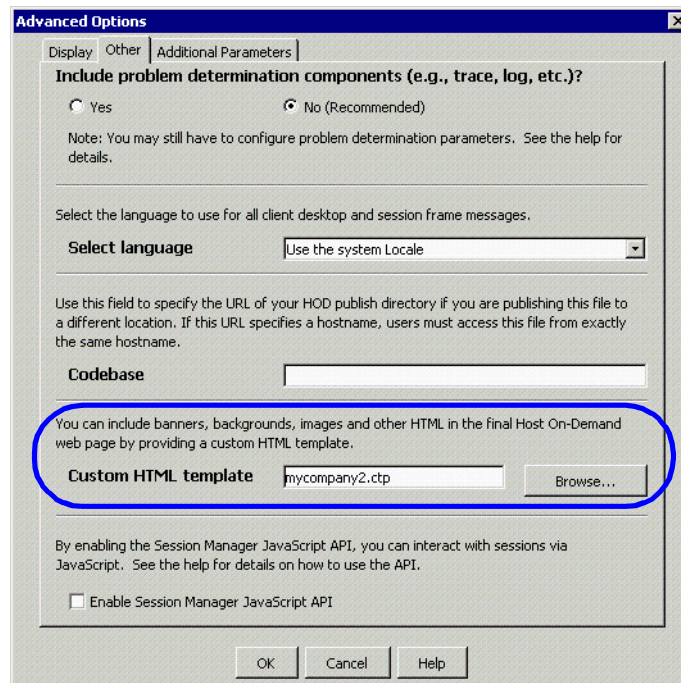 Advanced Options
Display Other Additional Parameters
Include problem determination components (e.g., trace, log, etc.)?
Yes No (Recommended)
Note: You may still have to configure problem determination parameters. See the help for
details.
Select the language to use for all client desktop and session frame messages.
Select language Use the system Locale
Use this field to specify the URL of your HOD publish directory if you are publishing this file to
a different location. If this URL specifies a hostname, users must access this file from exactly
the same hostname.
Codebase
You can include banners, backgrounds, images and other HTML in the final Host On-Demand
web page by providing a custom HTML template.
Custom HTML template mycompany2.ctp Browse...
By enabling the Session Manager JavaScript API, you can interact with sessions via
JavaScript. See the help for details on how to use the API.
Enable Session Manager JavaScript API
OK Cancel Help